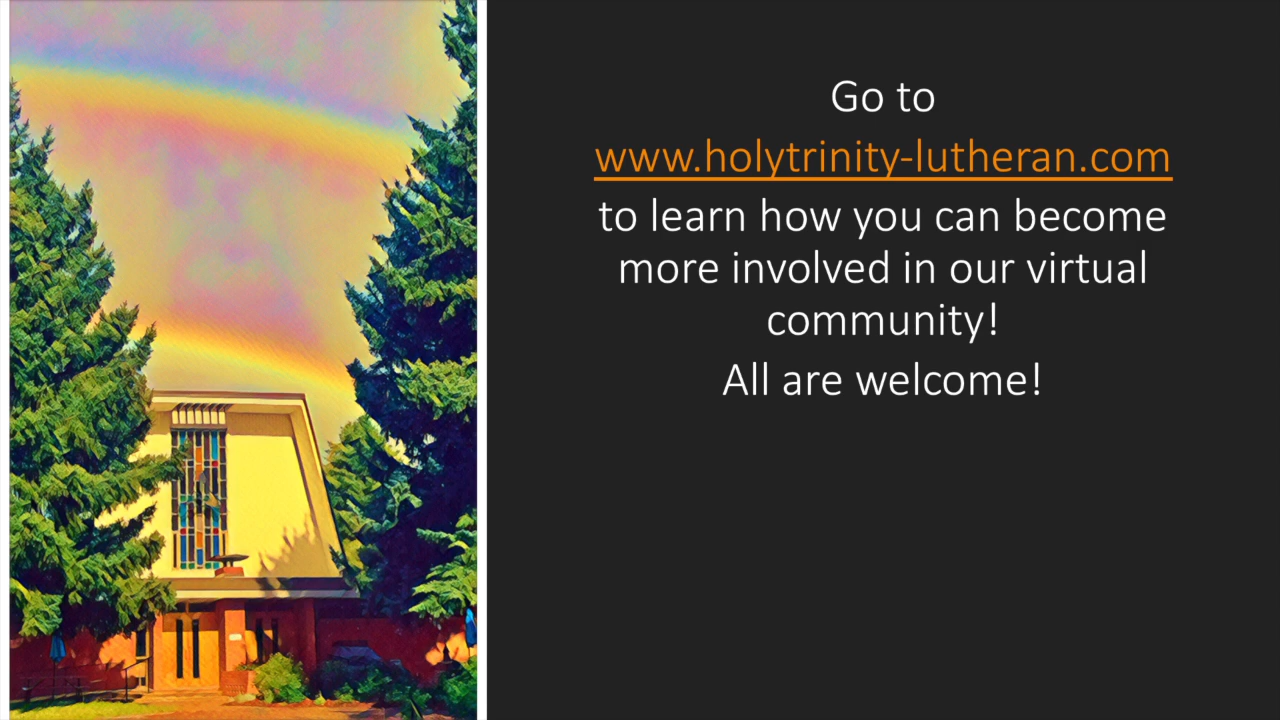 Go to
www.holytrinity-lutheran.com
to learn how you can become
more involved in our virtual
community!
All are welcome!